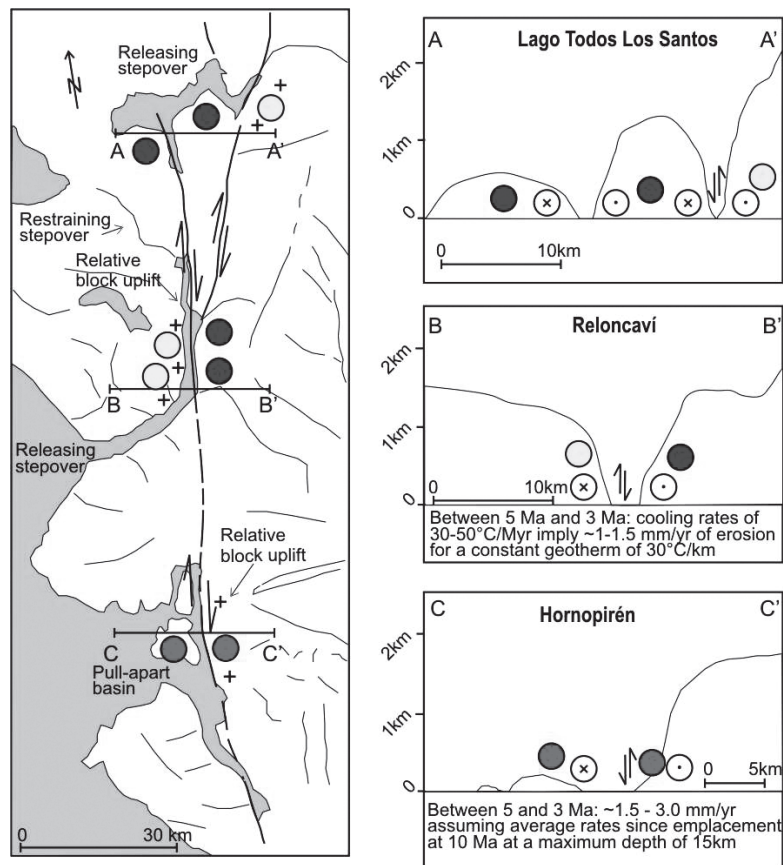 Releasing
stepover
N
A
A'
Restraining
stepover
Relative
block uplift
B
B'
Releasing
stepover
Relative
block uplift
C
C'
Pull-apart
basin
0 30 km
A Lago Todos Los Santos A'
2km
1km
0
0 10km
B Reloncaví B'
2km
1km
0
0 10km
Between 5 Ma and 3 Ma: cooling rates of
30-50°C/Myr imply ~1-1.5 mm/yr of erosion
for a constant geotherm of 30°C/km
C Hornopirén C'
2km
1km
0
0 5km
Between 5 and 3 Ma: ~1.5 - 3.0 mm/yr
assuming average rates since emplacement
at 10 Ma at a maximum depth of 15km